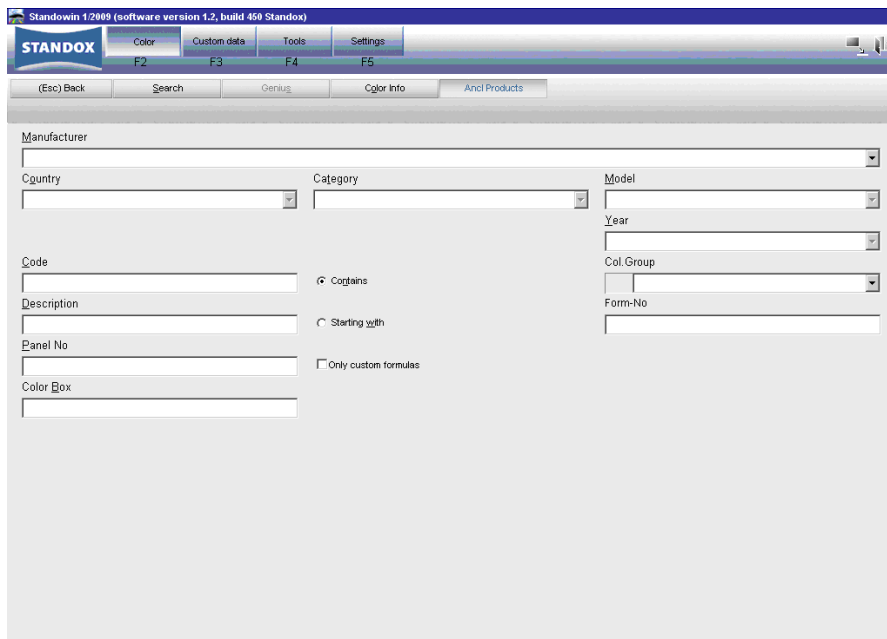 Standowin 1/2009 (software version 1.2, build 450 Standox)
STANDOX
Color Custom data Tools Settings
F2 F3 F4 F5
(Esc) Back Search Genius Color Info Ancl Products
Manufacturer
Country Category Model
Year
Code Col.Group
Contains
Description Form-No
Starting with
Panel No
Only custom formulas
Color Box